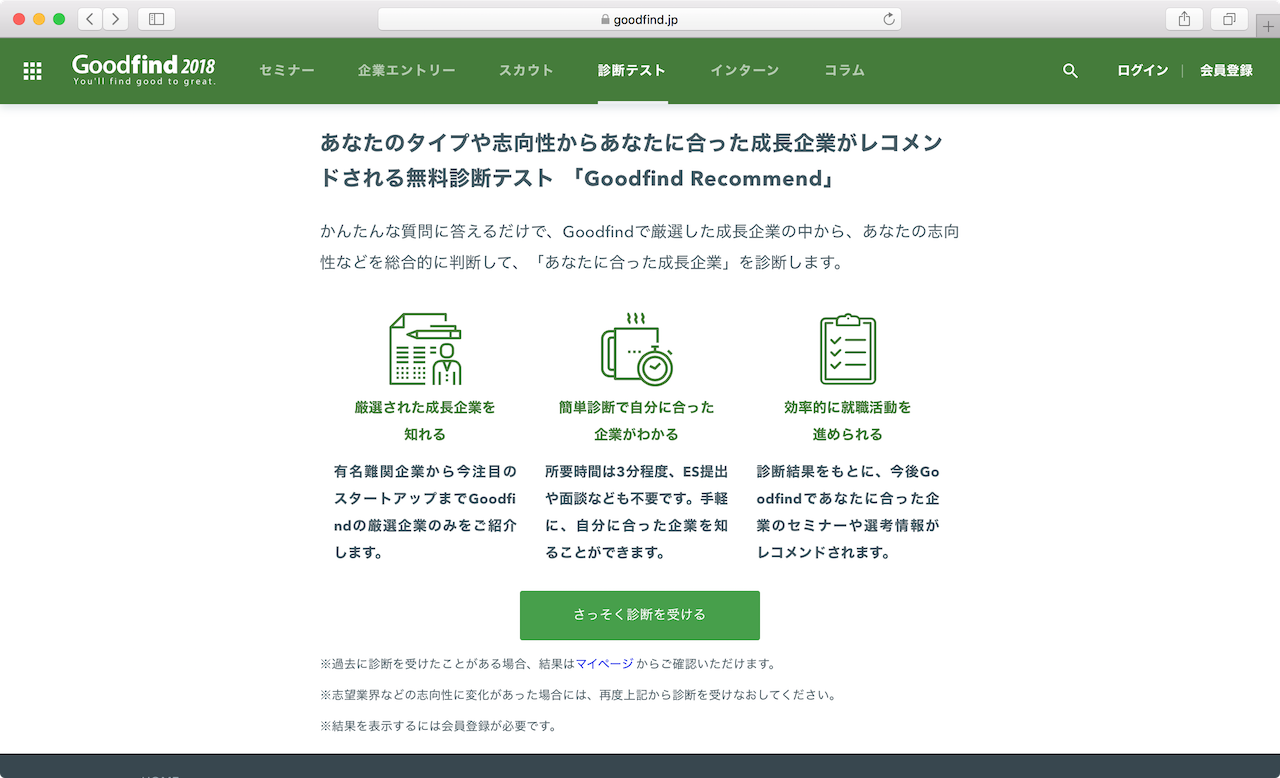 goodfind.jp
Goodfind 2018
You'll find good to great.
セミナー
企業エントリー
スカウト
診断テスト
インターン
コラム
ログイン
会員登録
あなたのタイプや志向性からあなたに合った成長企業がレコメン
ドされる無料診断テスト 「Goodfind Recommend」
かんたんな質問に答えるだけで、Goodfindで厳選した成長企業の中から、あなたの志向
性などを総合的に判断して、「あなたに合った成長企業」を診断します。
厳選された成長企業を
知れる
有名難関企業から今注目の
スタートアップまでGoodfi
ndの厳選企業のみをご紹介
します。
簡単診断で自分に合った
企業がわかる
所要時間は3分程度、ES提出
や面談なども不要です。手軽
に、自分に合った企業を知
ることができます。
効率的に就職活動を
進められる
診断結果をもとに、今後Go
odfindであなたに合った企
業のセミナーや選考情報が
レコメンドされます。
さっそく診断を受ける
※過去に診断を受けたことがある場合、結果はマイページ からご確認いただけます。
※志望業界などの志向性に変化があった場合には、再度上記から診断を受けなおしてください。
※結果を表示するには会員登録が必要です。